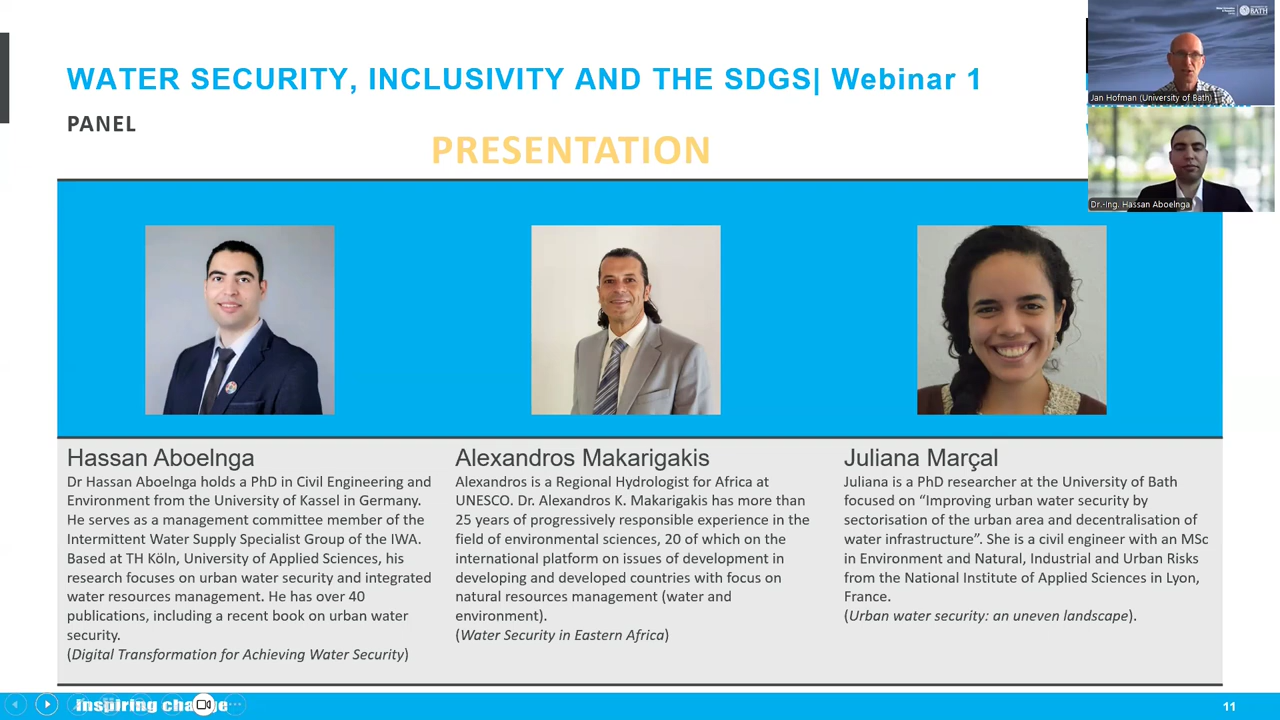 WATER SECURITY, INCLUSIVITY AND THE SDGS| Webinar 1
PANEL
PRESENTATION
BATH
Jan Hofman (University of Bath)
Dr.-Ing. Hassan Aboelnga
Hassan Aboelnga
Dr Hassan Aboelnga holds a PhD in Civil Engineering and
Environment from the University of Kassel in Germany.
He serves as a management committee member of the
Intermittent Water Supply Specialist Group of the IWA.
Based at TH Köln, University of Applied Sciences, his
research focuses on urban water security and integrated
water resources management. He has over 40
publications, including a recent book on urban water
security.
(Digital Transformation for Achieving Water Security)
Alexandros Makarigakis
Alexandros is a Regional Hydrologist for Africa at
UNESCO. Dr. Alexandros K. Makarigakis has more than
25 years of progressively responsible experience in the
field of environmental sciences, 20 of which on the
international platform on issues of development in
developing and developed countries with focus on
natural resources management (water and
environment).
(Water Security in Eastern Africa)
Juliana Marçal
Juliana is a PhD researcher at the University of Bath
focused on “Improving urban water security by
sectorisation of the urban area and decentralisation of
water infrastructure”. She is a civil engineer with an MSc
in Environment and Natural, Industrial and Urban Risks
from the National Institute of Applied Sciences in Lyon,
France.
(Urban water security: an uneven landscape).
Inspiring change
11